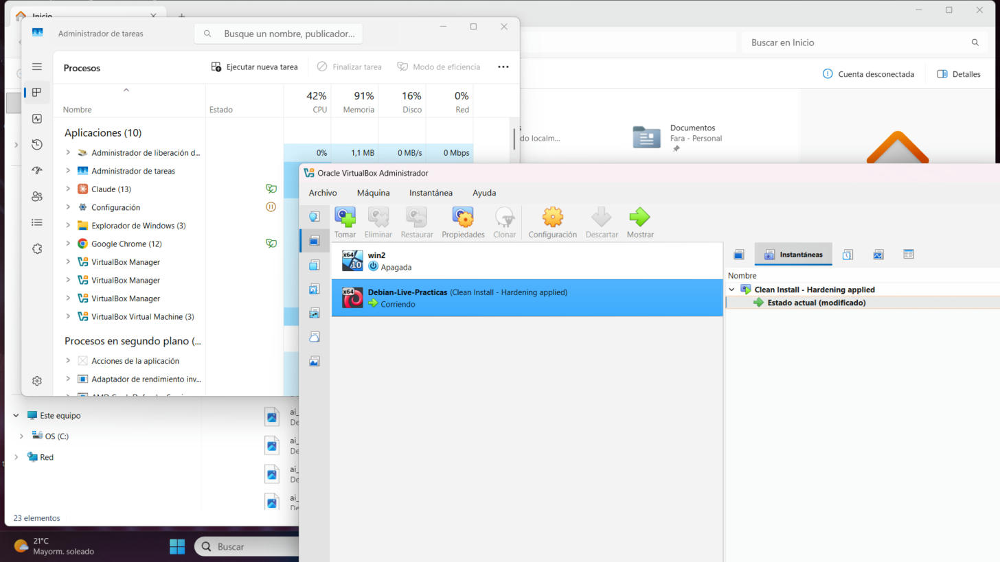 Inicio
Administrador de tareas
Busque un nombre, publicador...
Buscar en Inicio
Procesos
Ejecutar nueva tarea
Finalizar tarea
Modo de eficiencia
Cuenta desconectada
Detalles
42% 91% 16% 0%
Nombre Estado CPU Memoria Disco Red
Aplicaciones (10)
Administrador de liberación d... 0% 1,1 MB 0 MB/s 0 Mbps
Administrador de tareas
Claude (13)
Configuración
Explorador de Windows (3)
Google Chrome (12)
VirtualBox Manager
VirtualBox Manager
VirtualBox Manager
VirtualBox Virtual Machine (3)
Procesos en segundo plano (...
Acciones de la aplicación
Adaptador de rendimiento inv...
do localm...
Documentos
Fara - Personal
Oracle VirtualBox Administrador
Archivo Máquina Instantánea Ayuda
Tomar Eliminar Restaurar Propiedades Clonar Configuración Descartar Mostrar
x64
10
win2
Apagada
x64
Debian-Live-Practicas (Clean Install - Hardening applied)
Corriendo
Instantáneas
Nombre
Clean Install - Hardening applied
Estado actual (modificado)
Este equipo
OS (C:)
Red
ai_
De
ai_
De
ai_
De
ai_
De
23 elementos
21°C
Mayorm. soleado
Buscar